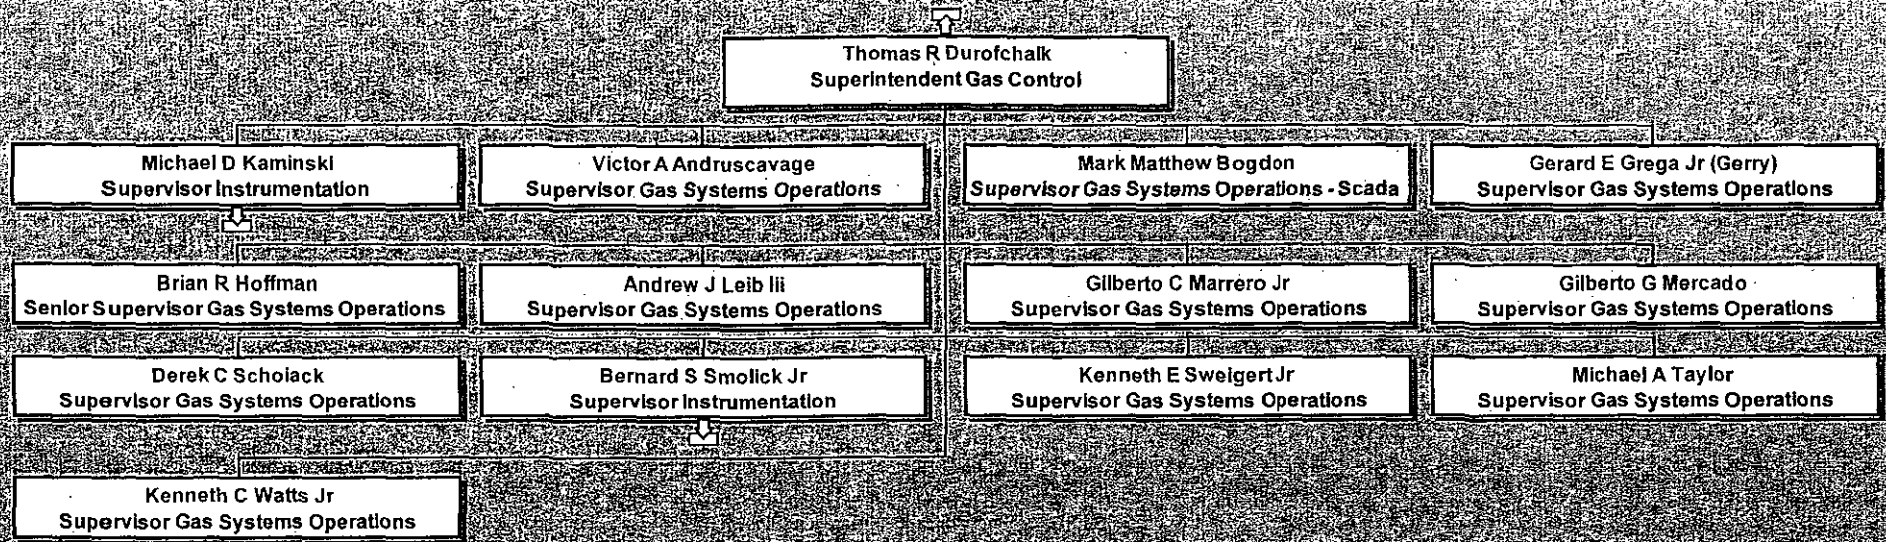 Thomas R Durofchalk
Superintendent Gas Control
Michael D Kaminski
Supervisor Instrumentation
Victor A Andruscavage
Supervisor Gas Systems Operations
Mark Matthew Bogdon
Supervisor Gas Systems Operations - Scada
Gerard E Grega Jr (Gerry)
Supervisor Gas Systems Operations
Brian R Hoffman
Senior Supervisor Gas Systems Operations
Andrew J Leib Iii
Supervisor Gas Systems Operations
Gilberto C Marrero Jr
Supervisor Gas Systems Operations
Gilberto G Mercado
Supervisor Gas Systems Operations
Derek C Scholack
Supervisor Gas Systems Operations
Bernard S Smolick Jr
Supervisor Instrumentation
Kenneth E Sweigert Jr
Supervisor Gas Systems Operations
Michael A Taylor
Supervisor Gas Systems Operations
Kenneth C Watts Jr
Supervisor Gas Systems Operations